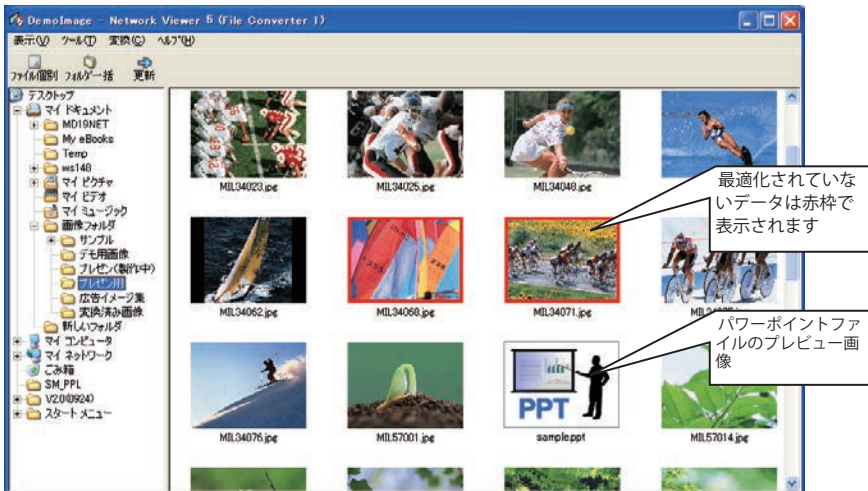 DemoImage - Network Viewer 5 (File Converter 1)
表示(V) ツール(T) 変換(C) ヘルプ(H)
ファイル個別 フォルダ一括 更新
デスクトップ
マイ ドキュメント
MD19NET
My eBooks
Temp
ws148
マイ ピクチャ
マイ ビデオ
マイ ミュージック
画像フォルダ
サンプル
デモ用画像
プレゼン(製作中)
プレゼン用
広告イメージ集
変換済み画像
新しいフォルダ
マイ コンピュータ
マイ ネットワーク
ごみ箱
SM_PPL
V2.0(0924)
スタート メニュー
MIL34023.jpg MIL34025.jpg MIL34048.jpg
最適化されていな
いデータは赤枠で
表示されます
MIL34062.jpg MIL34068.jpg MIL34071.jpg
パワーポイントファ
イルのプレビュー画
像
PPT
MIL34076.jpg MIL57001.jpg sample.ppt MIL57014.jpg